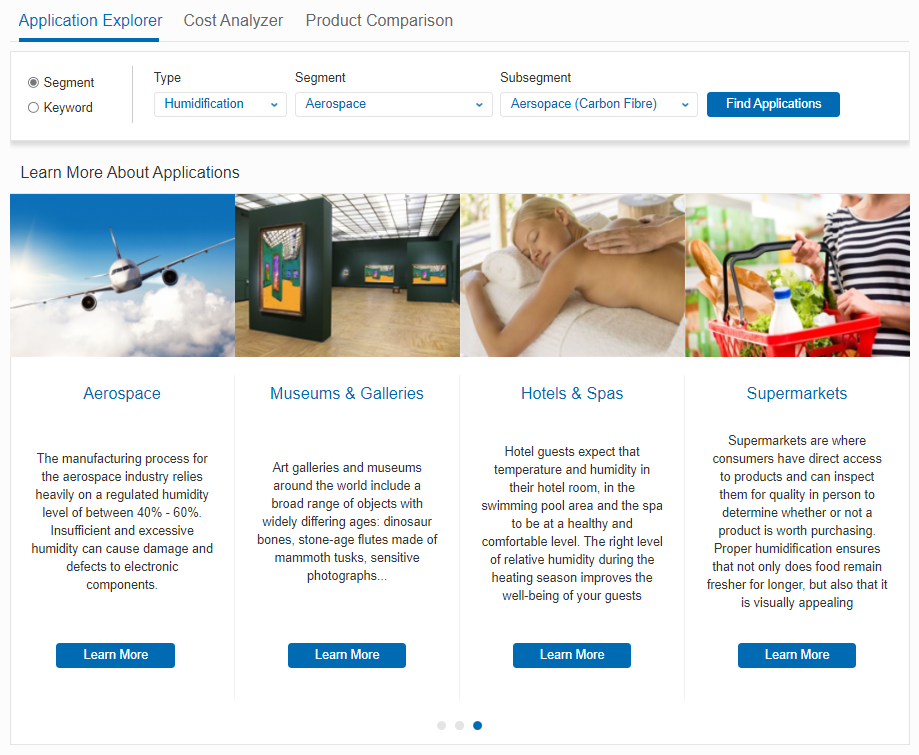 Application Explorer Cost Analyzer Product Comparison
Segment
Keyword
Type Segment Subsegment
Humidification Aerospace Aersopace (Carbon Fibre) Find Applications
Learn More About Applications
Aerospace
The manufacturing process for
the aerospace industry relies
heavily on a regulated humidity
level of between 40% - 60%.
Insufficient and excessive
humidity can cause damage and
defects to electronic
components.
Learn More
Museums & Galleries
Art galleries and museums
around the world include a
broad range of objects with
widely differing ages: dinosaur
bones, stone-age flutes made of
mammoth tusks, sensitive
photographs...
Learn More
Hotels & Spas
Hotel guests expect that
temperature and humidity in
their hotel room, in the
swimming pool area and the spa
to be at a healthy and
comfortable level. The right level
of relative humidity during the
heating season improves the
well-being of your guests
Learn More
Supermarkets
Supermarkets are where
consumers have direct access
to products and can inspect
them for quality in person to
determine whether or not a
product is worth purchasing.
Proper humidification ensures
that not only does food remain
fresher for longer, but also that it
is visually appealing
Learn More